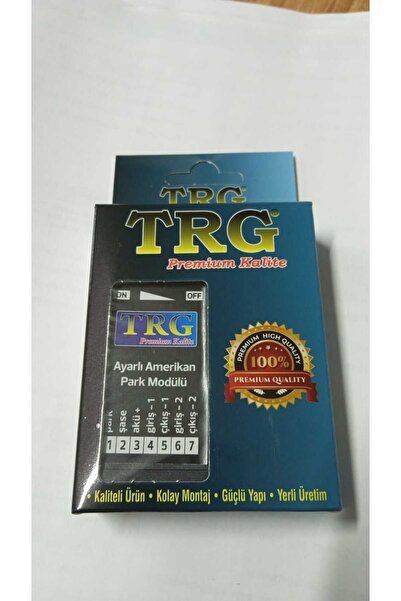 TRG
TRG®
Premium Kalite
ON OFF
TRG
Premium Kalite
Ayarlı Amerikan
Park Modülü
park
şase
akü +
giriş - 1
çıkış - 1
giriş - 2
çıkış - 2
1 2 3 4 5 6 7
PREMIUM HIGH QUALITY
100%
PREMIUM QUALITY
• Kaliteli Ürün • Kolay Montaj • Güçlü Yapı • Yerli Üretim